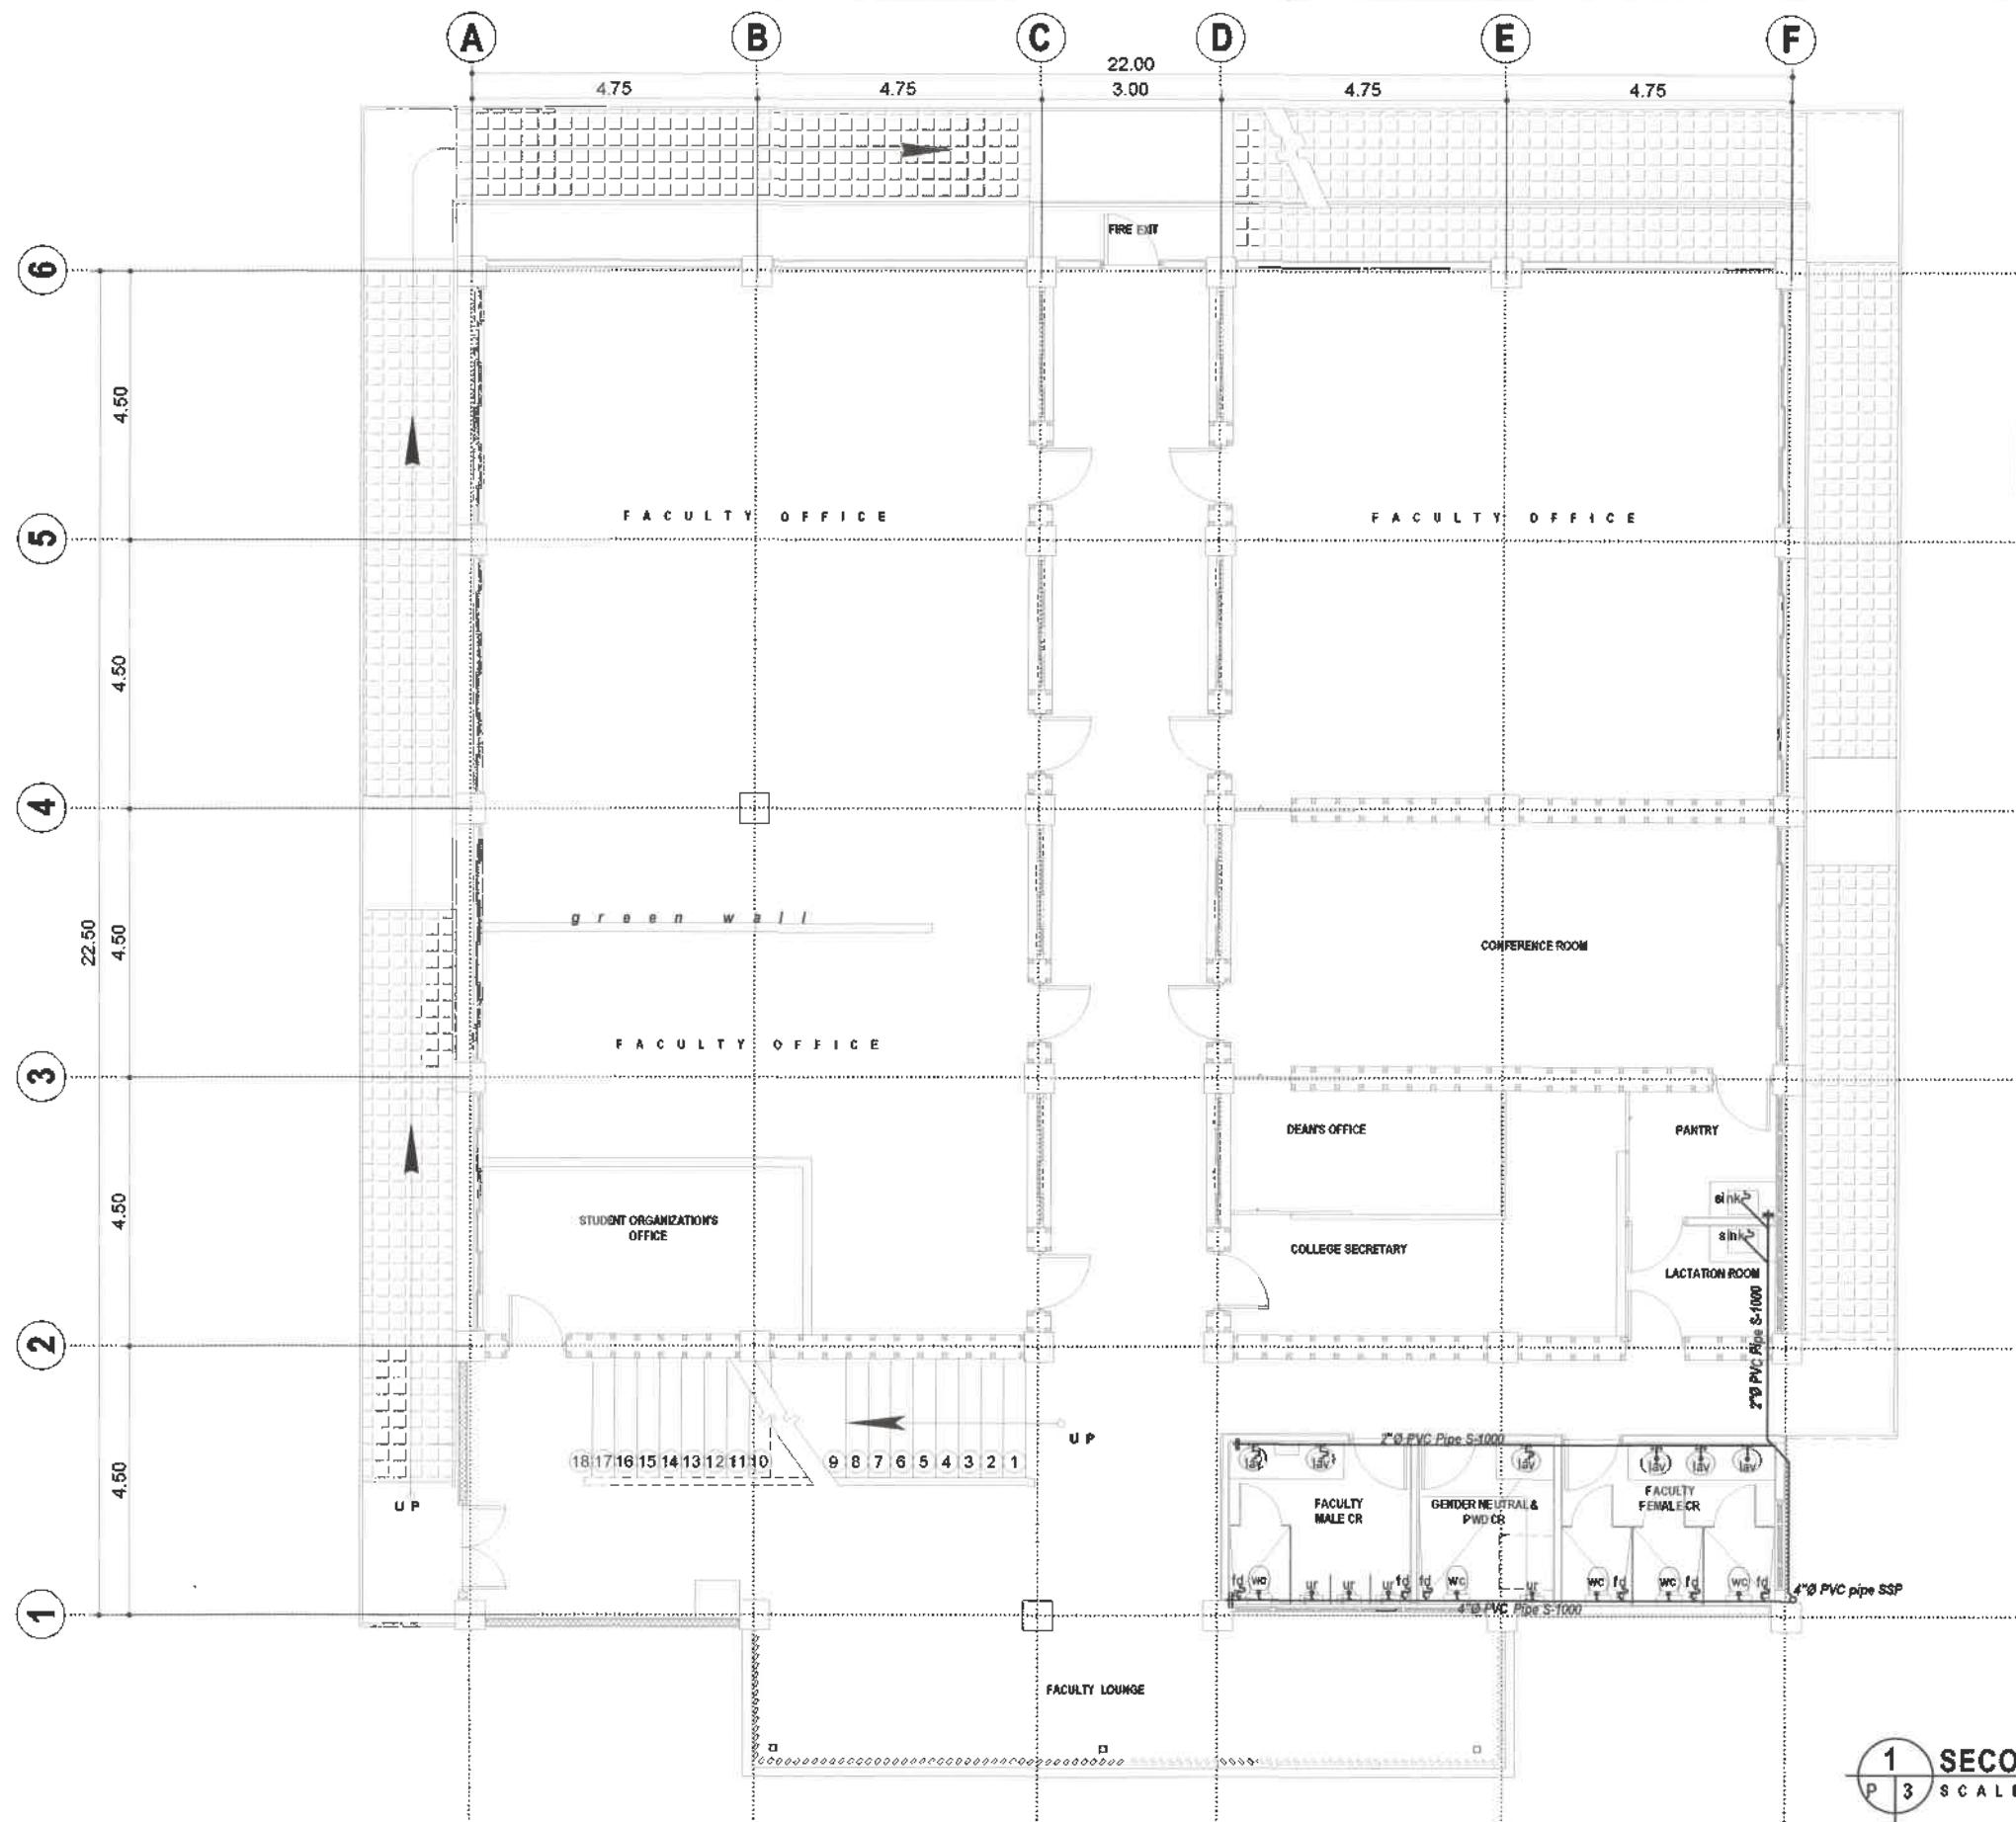 A B C D E F
22.00
4.75 4.75 3.00 4.75 4.75
FIRE EXIT
6
4.50
FACULTY OFFICE FACULTY OFFICE
5
4.50
4
green wall
22.50 4.50
CONFERENCE ROOM
FACULTY OFFICE
3
DEAN'S OFFICE
PANTRY
4.50
sink
STUDENT ORGANIZATION'S
OFFICE
sink
COLLEGE SECRETARY
LACTATION ROOM
2"Ø PVC Pipe S-1000
2
UP
2"Ø PVC Pipe S-1000
18 17 16 15 14 13 12 11 10 9 8 7 6 5 4 3 2 1
lav lav lav lav lav lav
4.50
UP
FACULTY
MALE CR
GENDER NEUTRAL &
PWD CR
FACULTY
FEMALE CR
fd wc ur ur ur fd fd wc ur wc fd wc fd wc fd
4"Ø PVC pipe SSP
4"Ø PVC Pipe S-1000
1
FACULTY LOUNGE
1 SECO
P 3 SCALE